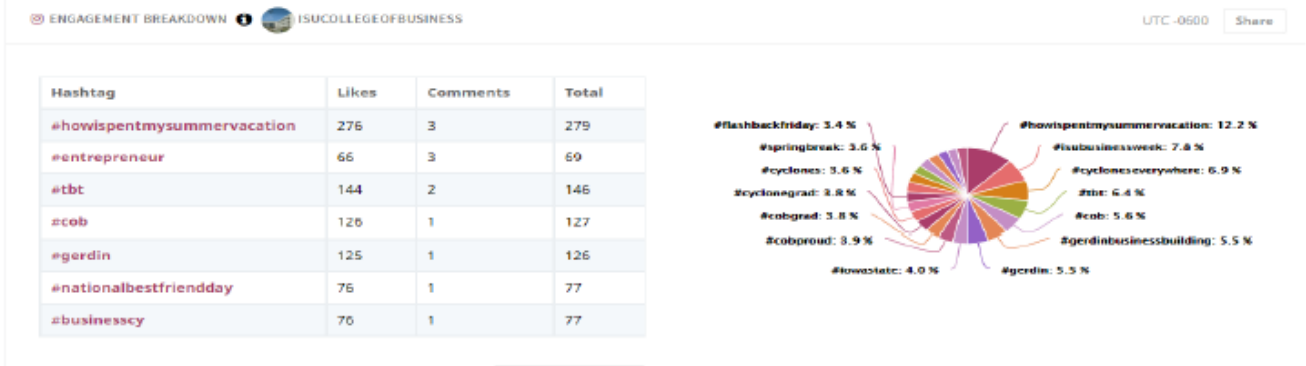 ENGAGEMENT BREAKDOWN i ISUCOLLEGEOFBUSINESS UTC -0600 Share
Hashtag Likes Comments Total
#howispentmysummervacation 276 3 279
#entrepreneur 66 3 69
#tbt 144 2 146
#cob 126 1 127
#gerdin 125 1 126
#nationalbestfriendday 76 1 77
#businesscy 76 1 77
#flashbackfriday: 3.4 % #howispentmysummervacation: 12.2 %
#springbreak: 3.6 % #isubusinessweek: 7.8 %
#cyclones: 3.6 % #cycloneseverywhere: 6.9 %
#cyclonegrad: 3.8 % #tbt: 6.4 %
#cobgrad: 3.8 % #cob: 5.6 %
#cobproud: 3.9 % #gerdinbusinessbuilding: 5.5 %
#iowastate: 4.0 % #gerdin: 5.5 %